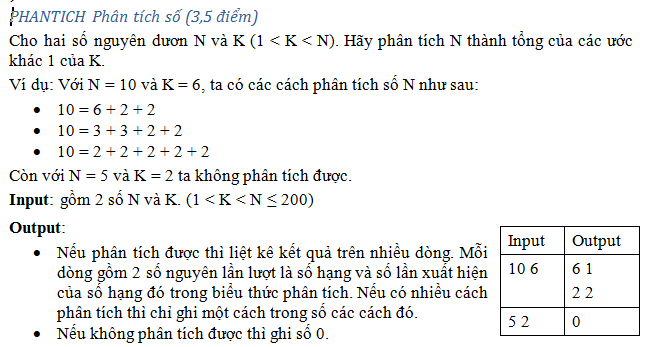 PHANTICH Phân tích số (3,5 điểm)
Cho hai số nguyên dươn N và K (1 < K < N). Hãy phân tích N thành tổng của các ước
khác 1 của K.
Ví dụ: Với N = 10 và K = 6, ta có các cách phân tích số N như sau:
• 10 = 6 + 2 + 2
• 10 = 3 + 3 + 2 + 2
• 10 = 2 + 2 + 2 + 2 + 2
Còn với N = 5 và K = 2 ta không phân tích được.
Input: gồm 2 số N và K. (1 < K < N ≤ 200)
Output:
• Nếu phân tích được thì liệt kê kết quả trên nhiều dòng. Mỗi
dòng gồm 2 số nguyên lần lượt là số hạng và số lần xuất hiện
của số hạng đó trong biểu thức phân tích. Nếu có nhiều cách
phân tích thì chỉ ghi một cách trong số các cách đó.
• Nếu không phân tích được thì ghi số 0.
Input Output
10 6 6 1
2 2
5 2 0